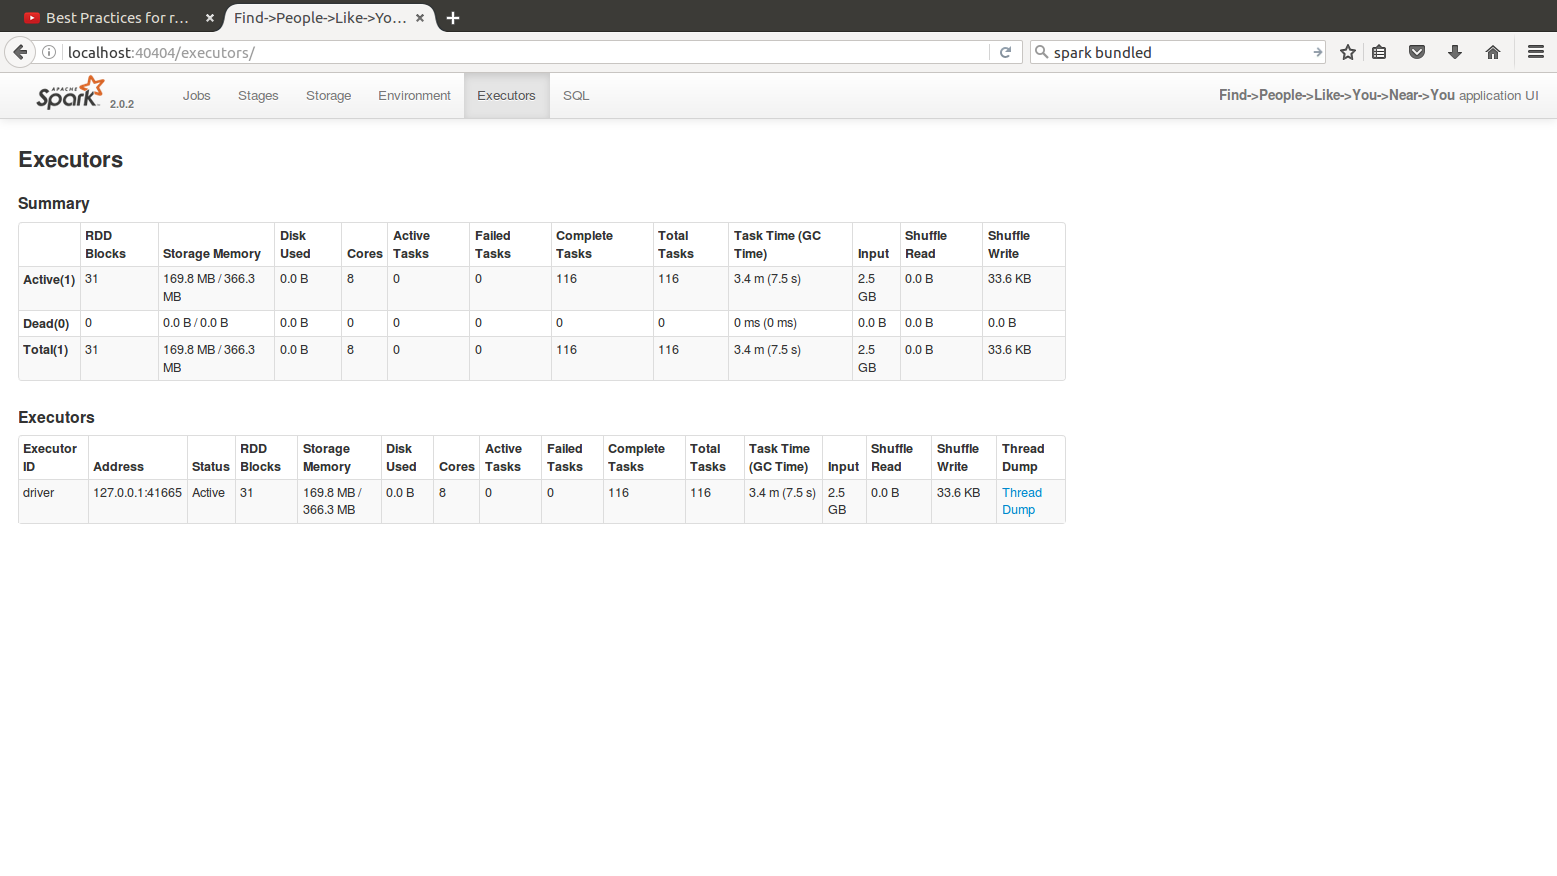 Best Practices for r...
Find->People->Like->Yo...
localhost:40404/executors/
spark bundled
APACHE
Spark 2.0.2
Jobs Stages Storage Environment Executors SQL
Find->People->Like->You->Near->You application UI
Executors
Summary
RDD Blocks Storage Memory Disk Used Cores Active Tasks Failed Tasks Complete Tasks Total Tasks Task Time (GC Time) Input Shuffle Read Shuffle Write
Active(1) 31 169.8 MB / 366.3 MB 0.0 B 8 0 0 116 116 3.4 m (7.5 s) 2.5 GB 0.0 B 33.6 KB
Dead(0) 0 0.0 B / 0.0 B 0.0 B 0 0 0 0 0 0 ms (0 ms) 0.0 B 0.0 B 0.0 B
Total(1) 31 169.8 MB / 366.3 MB 0.0 B 8 0 0 116 116 3.4 m (7.5 s) 2.5 GB 0.0 B 33.6 KB
Executors
Executor ID Address Status RDD Blocks Storage Memory Disk Used Cores Active Tasks Failed Tasks Complete Tasks Total Tasks Task Time (GC Time) Input Shuffle Read Shuffle Write Thread Dump
driver 127.0.0.1:41665 Active 31 169.8 MB / 366.3 MB 0.0 B 8 0 0 116 116 3.4 m (7.5 s) 2.5 GB 0.0 B 33.6 KB Thread Dump